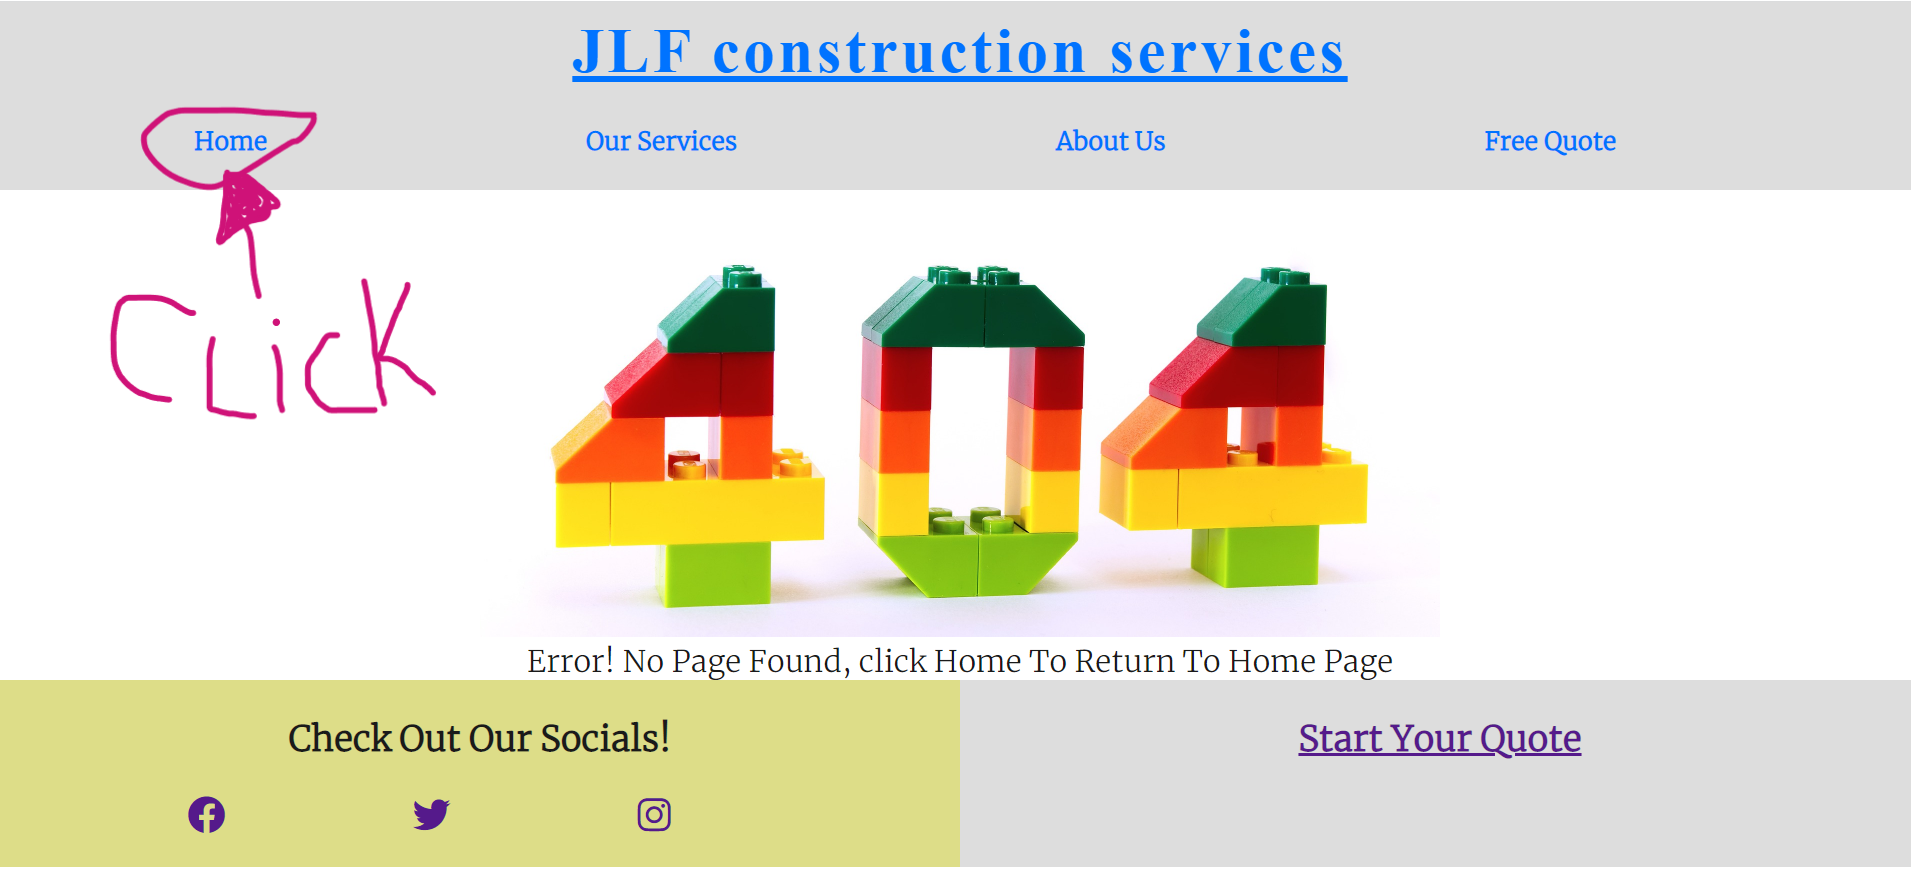 JLF construction services
Home Our Services About Us Free Quote
CLicK
404
Error! No Page Found, click Home To Return To Home Page
Check Out Our Socials!
Start Your Quote